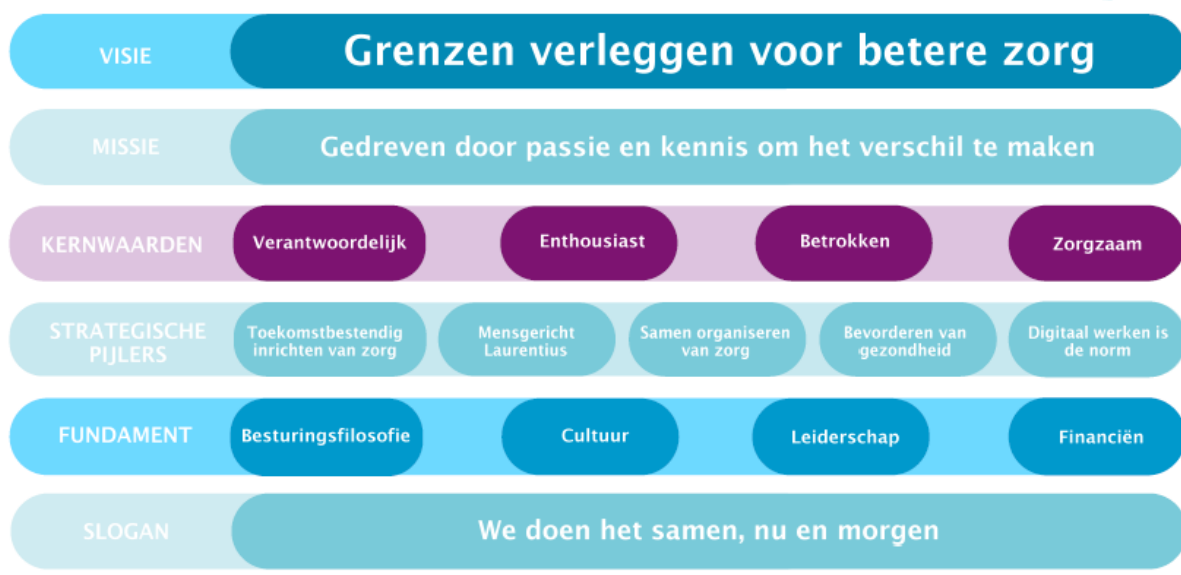 VISIE
Grenzen verleggen voor betere zorg
MISSIE
Gedreven door passie en kennis om het verschil te maken
KERNWAARDEN
Verantwoordelijk
Enthousiast
Betrokken
Zorgzaam
STRATEGISCHE
PIJLERS
Toekomstbestendig
inrichten van zorg
Mensgericht
Laurentius
Samen organiseren
van zorg
Bevorderen van
gezondheid
Digitaal werken is
de norm
FUNDAMENT
Besturingsfilosofie
Cultuur
Leiderschap
Financiën
SLOGAN
We doen het samen, nu en morgen